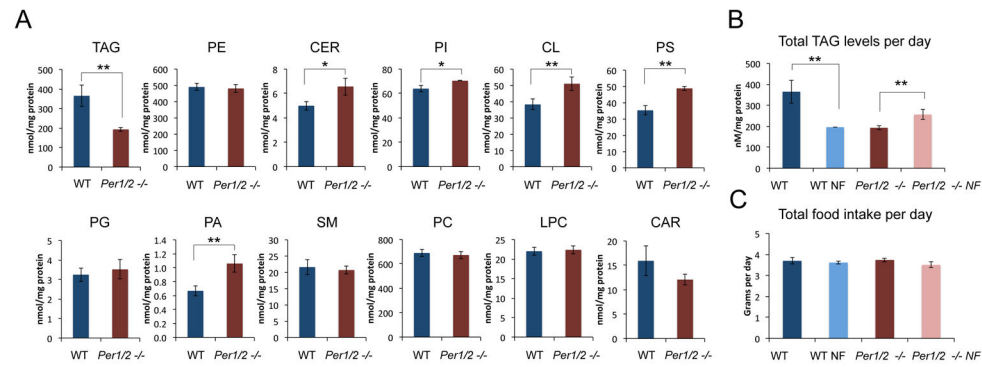 A
TAG
**
500
400
300
200
100
0
nmol/mg protein
WT Per1/2 -/-
PE
600
500
400
300
200
100
0
nmol/mg protein
WT Per1/2 -/-
CER
*
8
6
4
2
0
nmol/mg protein
WT Per1/2 -/-
PI
*
80
60
40
20
0
nmol/mg protein
WT Per1/2 -/-
CL
**
60
50
40
30
20
10
0
nmol/mg protein
WT Per1/2 -/-
PS
**
60
50
40
30
20
10
0
nmol/mg protein
WT Per1/2 -/-
PG
5
4
3
2
1
0
nmol/mg protein
WT Per1/2 -/-
PA
**
1.4
1.2
1.0
0.8
0.6
0.4
0.2
0.0
nmol/mg protein
WT Per1/2 -/-
SM
30
25
20
15
10
5
0
nmol/mg protein
WT Per1/2 -/-
PC
800
600
400
200
0
nmol/mg protein
WT Per1/2 -/-
LPC
25
20
15
10
5
0
nmol/mg protein
WT Per1/2 -/-
CAR
20
15
10
5
0
nmol/mg protein
WT Per1/2 -/-
B
Total TAG levels per day
**
**
500
400
300
200
100
0
nM/mg protein
WT WT NF Per1/2 -/- Per1/2 -/- NF
C
Total food intake per day
5
4
3
2
1
0
Grams per day
WT WT NF Per1/2 -/- Per1/2 -/- NF